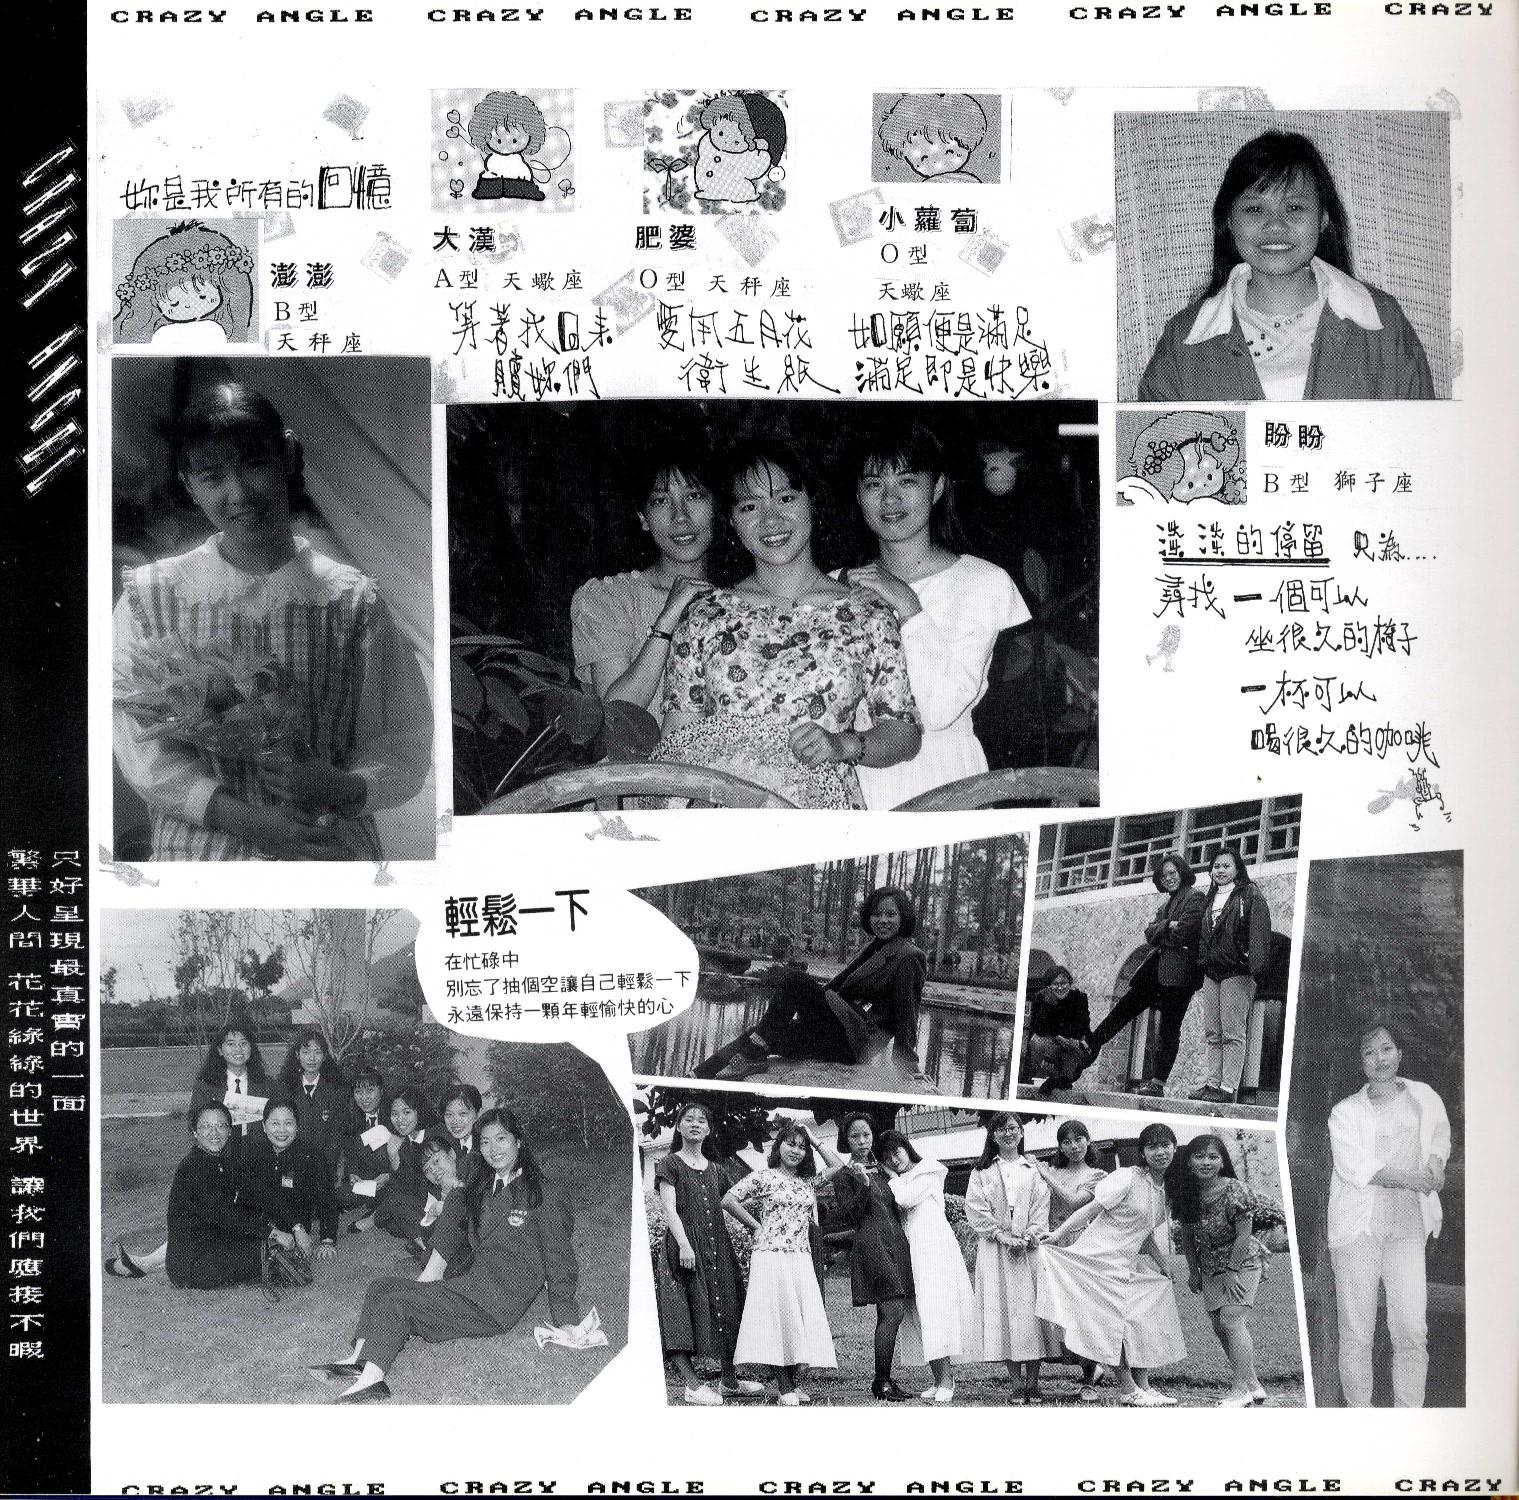 CRAZY ANGLE CRAZY ANGLE CRAZY ANGLE CRAZY ANGLE CRAZY
CRAZY ANGLE
妳是我所有的回憶
澎澎
B型
天秤座
大漢
A型 天蠍座
等著我回來
贖妳們
肥婆
O型 天秤座
愛用五月花
衛生紙
小蘿蔔
O型
天蠍座
如願便是滿足
滿足即是快樂
盼盼
B型 獅子座
淡淡的停留 只為....
尋找一個可以
坐很久的椅子
一杯可以
喝很久的咖啡
輕鬆一下
在忙碌中
別忘了抽個空讓自己輕鬆一下
永遠保持一顆年輕愉快的心
繁華人間 花花綠綠的世界 讓我們應接不暇
只好呈現最真實的一面
CRAZY ANGLE CRAZY ANGLE CRAZY ANGLE CRAZY ANGLE CRAZY